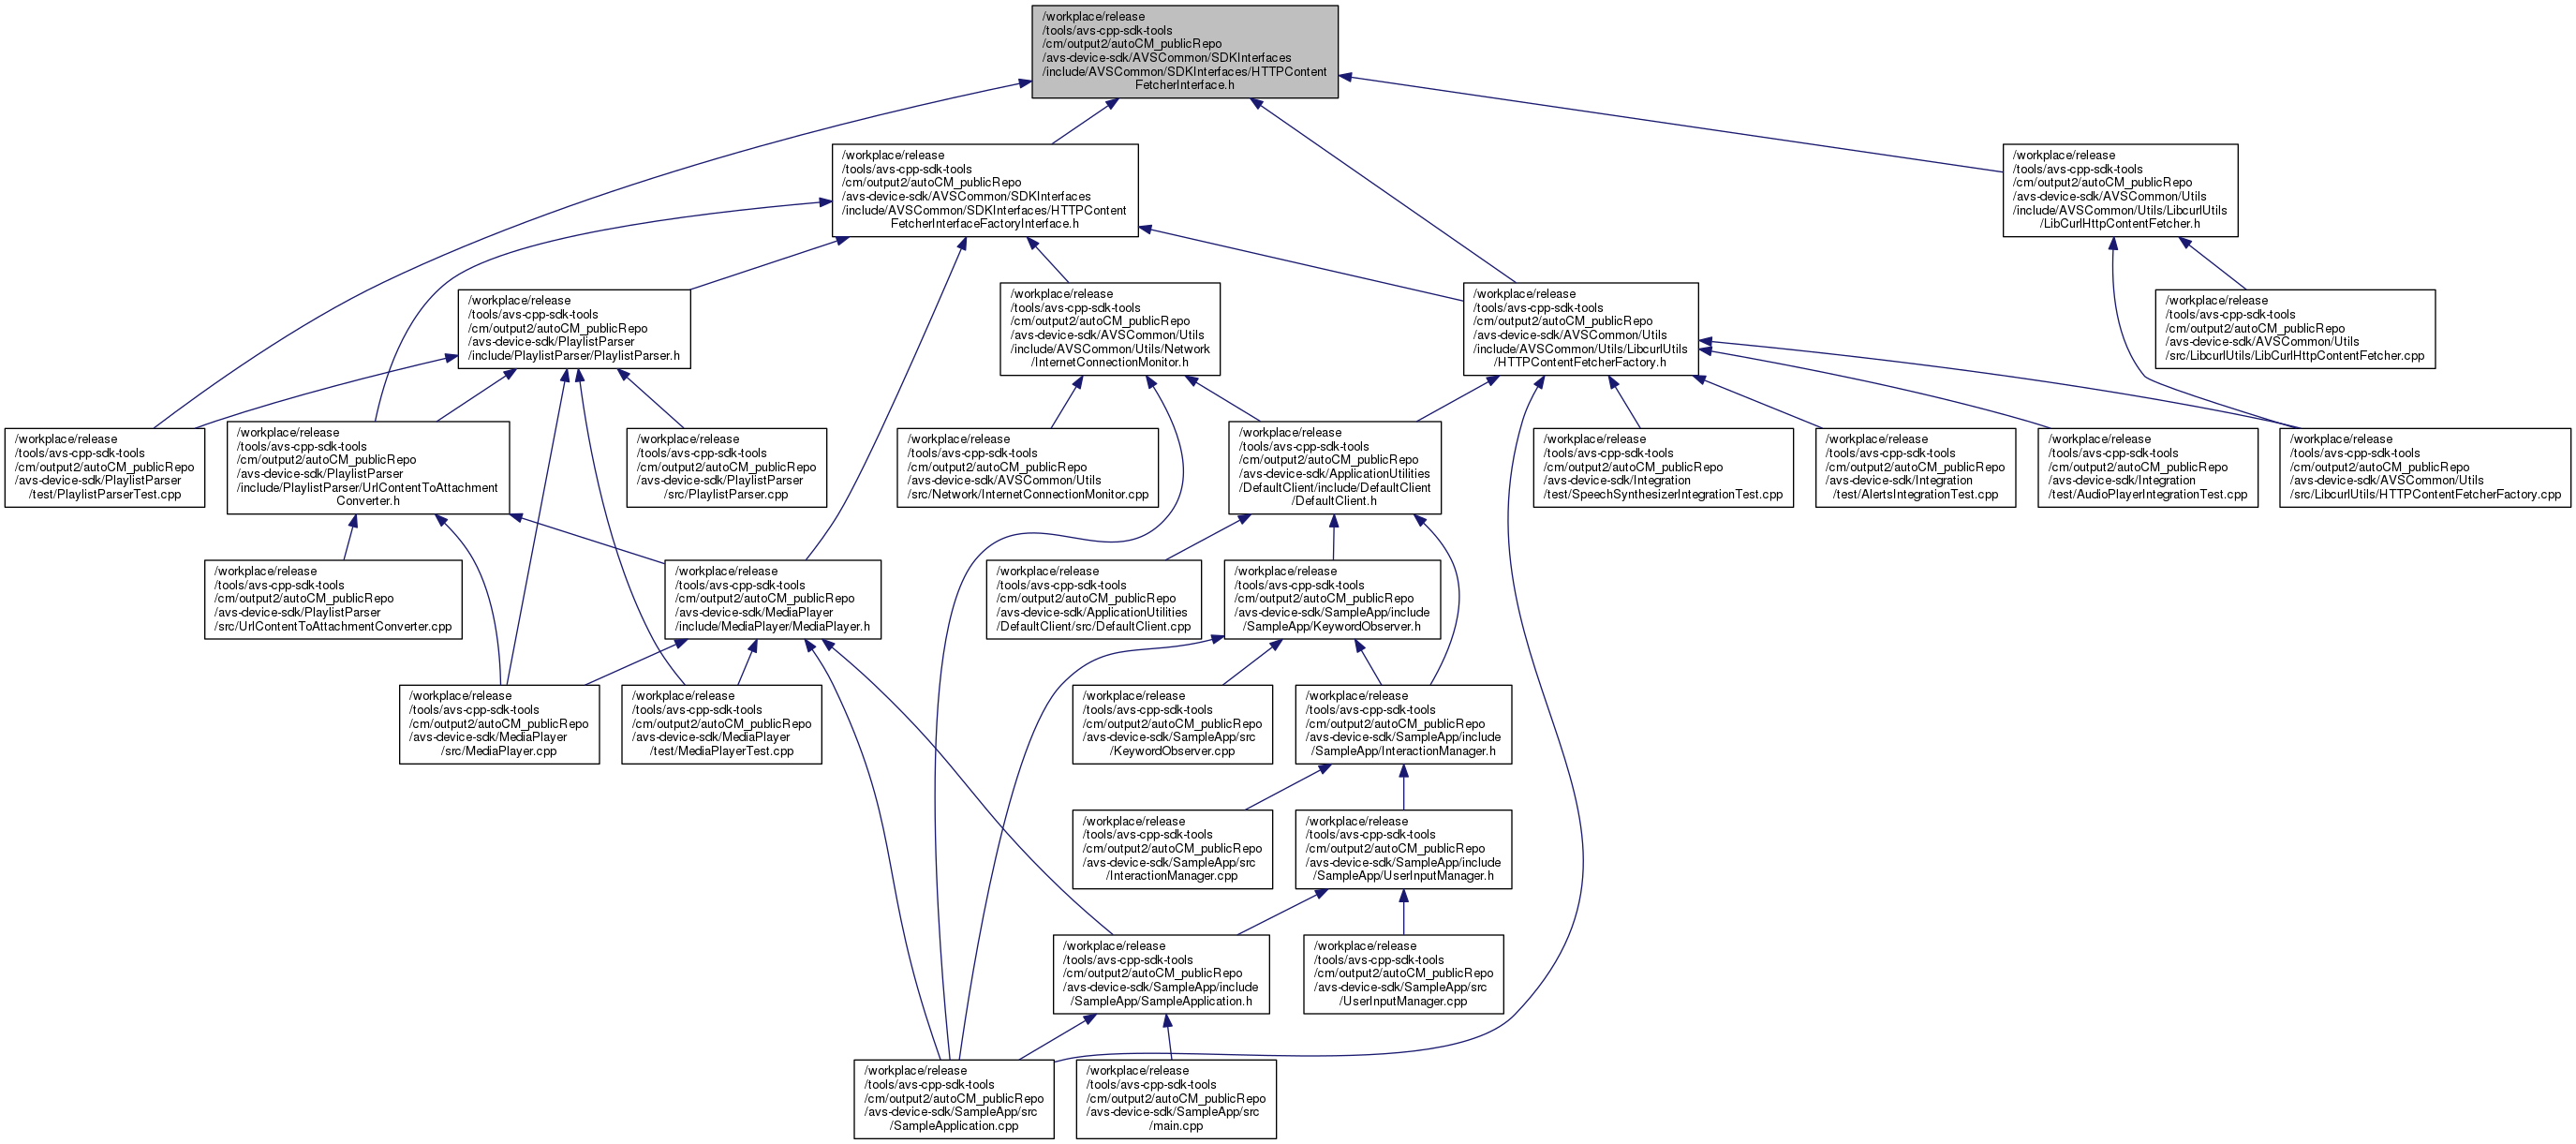 /workplace/release
/tools/avs-cpp-sdk-tools
/cm/output2/autoCM_publicRepo
/avs-device-sdk/AVSCommon/SDKInterfaces
/include/AVSCommon/SDKInterfaces/HTTPContent
FetcherInterface.h
/workplace/release
/tools/avs-cpp-sdk-tools
/cm/output2/autoCM_publicRepo
/avs-device-sdk/AVSCommon/SDKInterfaces
/include/AVSCommon/SDKInterfaces/HTTPContent
FetcherInterfaceFactoryInterface.h
/workplace/release
/tools/avs-cpp-sdk-tools
/cm/output2/autoCM_publicRepo
/avs-device-sdk/AVSCommon/Utils
/include/AVSCommon/Utils/LibcurlUtils
/LibCurlHttpContentFetcher.h
/workplace/release
/tools/avs-cpp-sdk-tools
/cm/output2/autoCM_publicRepo
/avs-device-sdk/PlaylistParser
/include/PlaylistParser/PlaylistParser.h
/workplace/release
/tools/avs-cpp-sdk-tools
/cm/output2/autoCM_publicRepo
/avs-device-sdk/AVSCommon/Utils
/include/AVSCommon/Utils/Network
/InternetConnectionMonitor.h
/workplace/release
/tools/avs-cpp-sdk-tools
/cm/output2/autoCM_publicRepo
/avs-device-sdk/AVSCommon/Utils
/include/AVSCommon/Utils/LibcurlUtils
/HTTPContentFetcherFactory.h
/workplace/release
/tools/avs-cpp-sdk-tools
/cm/output2/autoCM_publicRepo
/avs-device-sdk/AVSCommon/Utils
/src/LibcurlUtils/LibCurlHttpContentFetcher.cpp
/workplace/release
/tools/avs-cpp-sdk-tools
/cm/output2/autoCM_publicRepo
/avs-device-sdk/PlaylistParser
/test/PlaylistParserTest.cpp
/workplace/release
/tools/avs-cpp-sdk-tools
/cm/output2/autoCM_publicRepo
/avs-device-sdk/PlaylistParser
/include/PlaylistParser/UrlContentToAttachment
Converter.h
/workplace/release
/tools/avs-cpp-sdk-tools
/cm/output2/autoCM_publicRepo
/avs-device-sdk/PlaylistParser
/src/PlaylistParser.cpp
/workplace/release
/tools/avs-cpp-sdk-tools
/cm/output2/autoCM_publicRepo
/avs-device-sdk/AVSCommon/Utils
/src/Network/InternetConnectionMonitor.cpp
/workplace/release
/tools/avs-cpp-sdk-tools
/cm/output2/autoCM_publicRepo
/avs-device-sdk/ApplicationUtilities
/DefaultClient/include/DefaultClient
/DefaultClient.h
/workplace/release
/tools/avs-cpp-sdk-tools
/cm/output2/autoCM_publicRepo
/avs-device-sdk/Integration
/test/SpeechSynthesizerIntegrationTest.cpp
/workplace/release
/tools/avs-cpp-sdk-tools
/cm/output2/autoCM_publicRepo
/avs-device-sdk/Integration
/test/AlertsIntegrationTest.cpp
/workplace/release
/tools/avs-cpp-sdk-tools
/cm/output2/autoCM_publicRepo
/avs-device-sdk/Integration
/test/AudioPlayerIntegrationTest.cpp
/workplace/release
/tools/avs-cpp-sdk-tools
/cm/output2/autoCM_publicRepo
/avs-device-sdk/AVSCommon/Utils
/src/LibcurlUtils/HTTPContentFetcherFactory.cpp
/workplace/release
/tools/avs-cpp-sdk-tools
/cm/output2/autoCM_publicRepo
/avs-device-sdk/PlaylistParser
/src/UrlContentToAttachmentConverter.cpp
/workplace/release
/tools/avs-cpp-sdk-tools
/cm/output2/autoCM_publicRepo
/avs-device-sdk/MediaPlayer
/include/MediaPlayer/MediaPlayer.h
/workplace/release
/tools/avs-cpp-sdk-tools
/cm/output2/autoCM_publicRepo
/avs-device-sdk/ApplicationUtilities
/DefaultClient/src/DefaultClient.cpp
/workplace/release
/tools/avs-cpp-sdk-tools
/cm/output2/autoCM_publicRepo
/avs-device-sdk/SampleApp/include
/SampleApp/KeywordObserver.h
/workplace/release
/tools/avs-cpp-sdk-tools
/cm/output2/autoCM_publicRepo
/avs-device-sdk/MediaPlayer
/src/MediaPlayer.cpp
/workplace/release
/tools/avs-cpp-sdk-tools
/cm/output2/autoCM_publicRepo
/avs-device-sdk/MediaPlayer
/test/MediaPlayerTest.cpp
/workplace/release
/tools/avs-cpp-sdk-tools
/cm/output2/autoCM_publicRepo
/avs-device-sdk/SampleApp/src
/KeywordObserver.cpp
/workplace/release
/tools/avs-cpp-sdk-tools
/cm/output2/autoCM_publicRepo
/avs-device-sdk/SampleApp/include
/SampleApp/InteractionManager.h
/workplace/release
/tools/avs-cpp-sdk-tools
/cm/output2/autoCM_publicRepo
/avs-device-sdk/SampleApp/src
/InteractionManager.cpp
/workplace/release
/tools/avs-cpp-sdk-tools
/cm/output2/autoCM_publicRepo
/avs-device-sdk/SampleApp/include
/SampleApp/UserInputManager.h
/workplace/release
/tools/avs-cpp-sdk-tools
/cm/output2/autoCM_publicRepo
/avs-device-sdk/SampleApp/include
/SampleApp/SampleApplication.h
/workplace/release
/tools/avs-cpp-sdk-tools
/cm/output2/autoCM_publicRepo
/avs-device-sdk/SampleApp/src
/UserInputManager.cpp
/workplace/release
/tools/avs-cpp-sdk-tools
/cm/output2/autoCM_publicRepo
/avs-device-sdk/SampleApp/src
/SampleApplication.cpp
/workplace/release
/tools/avs-cpp-sdk-tools
/cm/output2/autoCM_publicRepo
/avs-device-sdk/SampleApp/src
/main.cpp